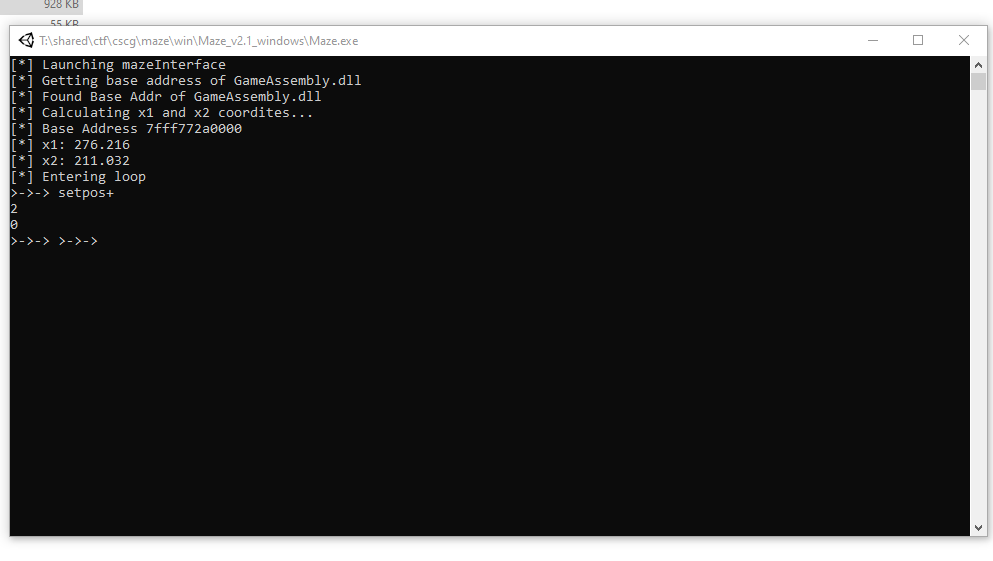 928 KB
55 KB
T:\shared\ctf\cscg\maze\win\Maze_v2.1_windows\Maze.exe
[*] Launching mazeInterface
[*] Getting base address of GameAssembly.dll
[*] Found Base Addr of GameAssembly.dll
[*] Calculating x1 and x2 coordites...
[*] Base Address 7fff772a0000
[*] x1: 276.216
[*] x2: 211.032
[*] Entering loop
>->-> setpos+
2
0
>->-> >->->